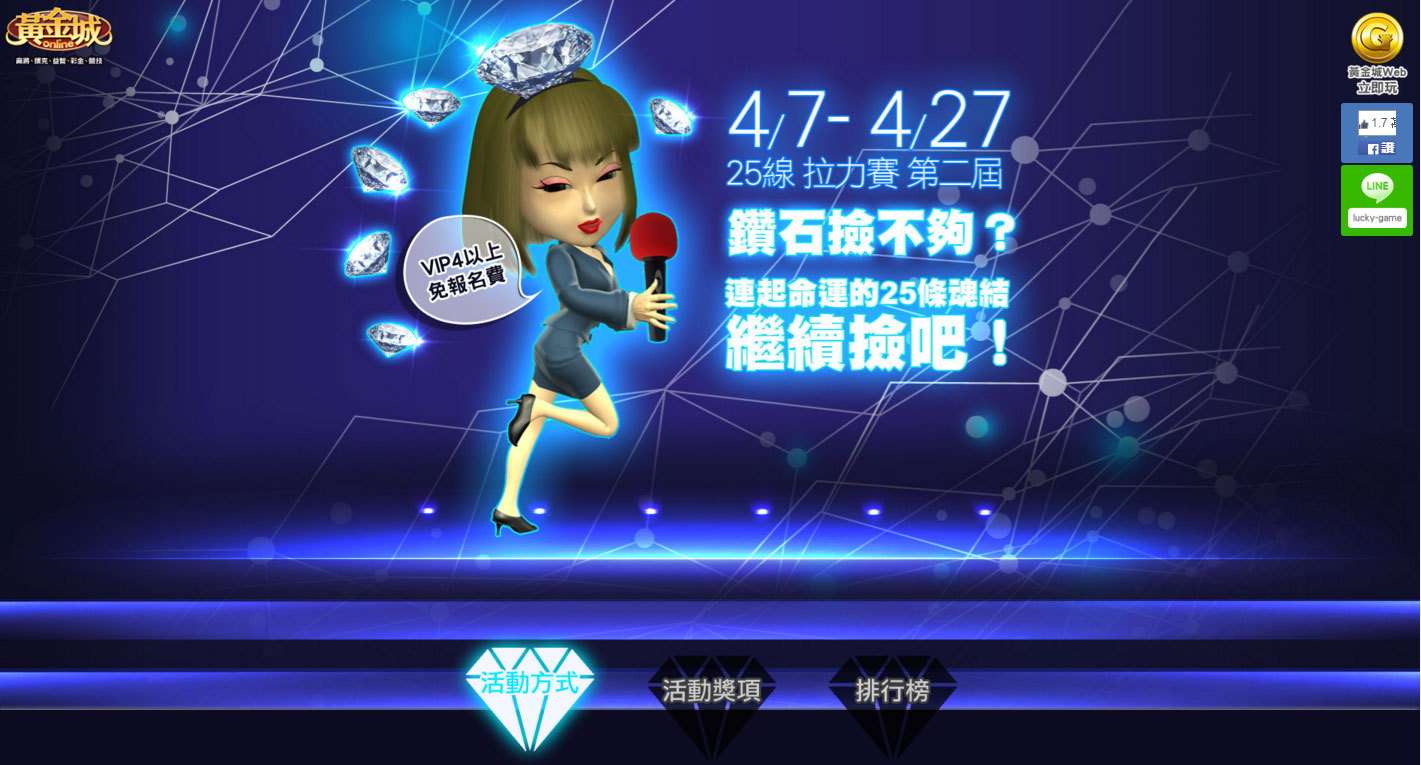 黃金城
online
麻將‧撲克‧益智‧彩金‧競技
G
黃金城Web
立即玩
1.7 萬
讚
LINE
lucky-game
4/7- 4/27
25線 拉力賽 第二屆
鑽石撿不夠？
連起命運的25條魂結
繼續撿吧！
VIP4以上
免報名費
活動方式
活動獎項
排行榜